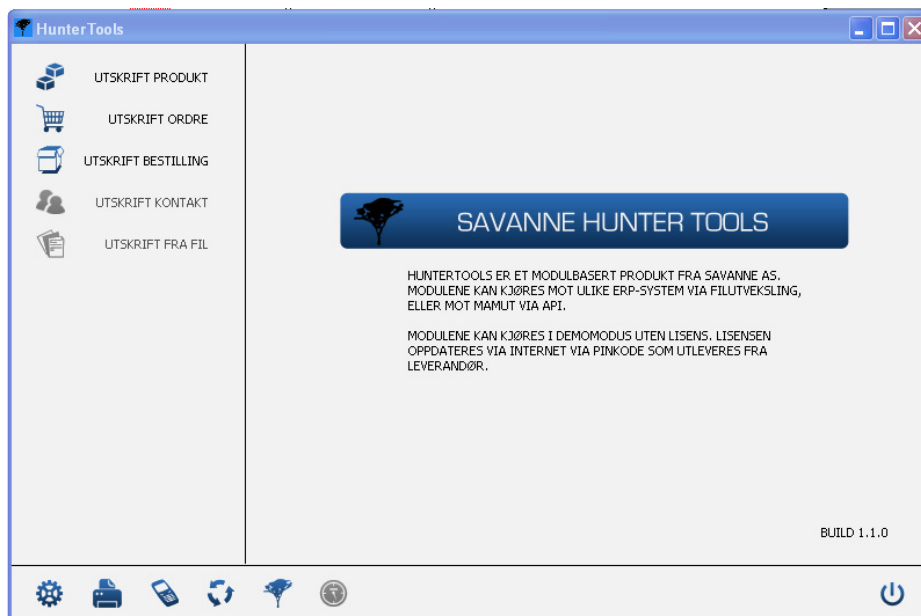 HunterTools
UTSKRIFT PRODUKT
UTSKRIFT ORDRE
UTSKRIFT BESTILLING
UTSKRIFT KONTAKT
UTSKRIFT FRA FIL
SAVANNE HUNTER TOOLS
HUNTERTOOLS ER ET MODULBASERT PRODUKT FRA SAVANNE AS.
MODULENE KAN KJØRES MOT ULIKE ERP-SYSTEM VIA FILUTVEKSLING,
ELLER MOT MAMUT VIA API.
MODULENE KAN KJØRES I DEMOMODUS UTEN LISENS. LISENSEN
OPPDATERES VIA INTERNET VIA PINKODE SOM UTLEVERES FRA
LEVERANDØR.
BUILD 1.1.0